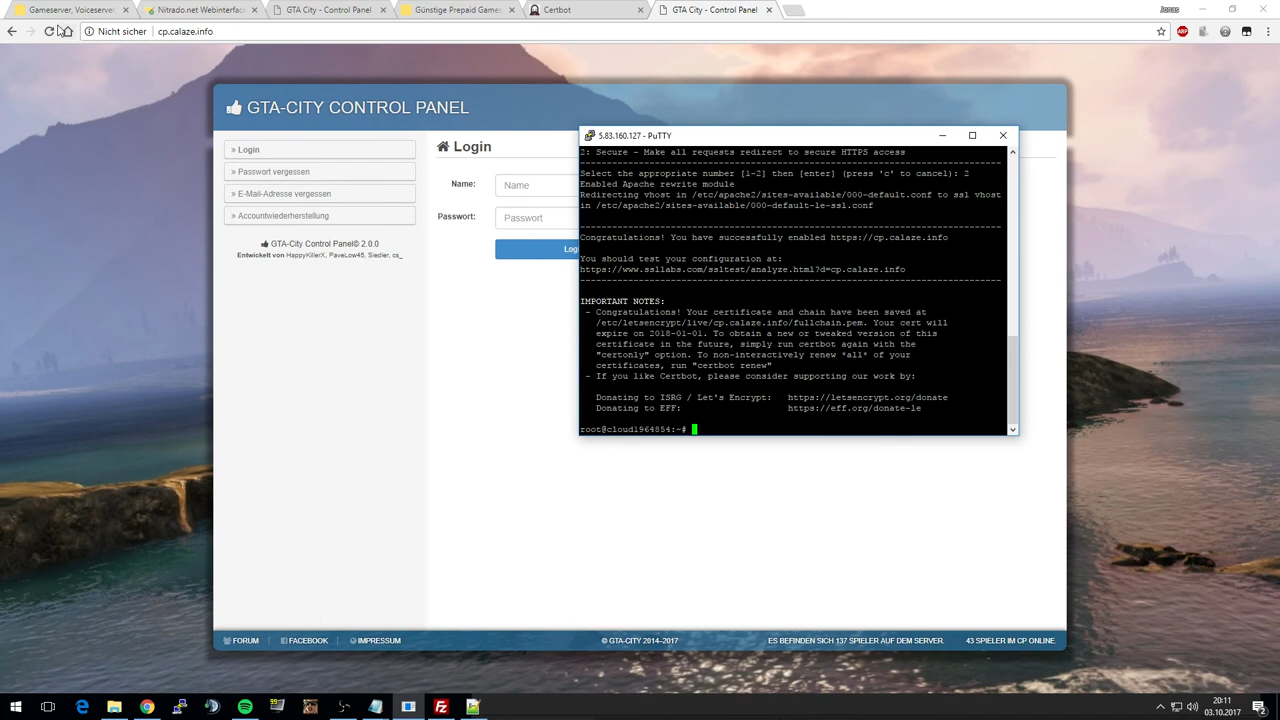 Gameserver, Voiceserver
Nitrado.net Webinterface
GTA City - Control Panel
Günstige Prepaid Games
Certbot
GTA City - Control Panel
Jonas
Nicht sicher
cp.calaze.info
ABP
GTA-CITY CONTROL PANEL
» Login
» Passwort vergessen
» E-Mail-Adresse vergessen
» Accountwiederherstellung
GTA-City Control Panel© 2.0.0
Entwickelt von HappyKillerX, PaveLow45, Siedler, cs_
Login
Name:
Name
Passwort:
Passwort
5.83.160.127 - PuTTY
2: Secure - Make all requests redirect to secure HTTPS access
-------------------------------------------------------------------------------
Select the appropriate number [1-2] then [enter] (press 'c' to cancel): 2
Enabled Apache rewrite module
Redirecting vhost in /etc/apache2/sites-available/000-default.conf to ssl vhost
in /etc/apache2/sites-available/000-default-le-ssl.conf
-------------------------------------------------------------------------------
Congratulations! You have successfully enabled https://cp.calaze.info
You should test your configuration at:
https://www.ssllabs.com/ssltest/analyze.html?d=cp.calaze.info
-------------------------------------------------------------------------------
IMPORTANT NOTES:
- Congratulations! Your certificate and chain have been saved at
/etc/letsencrypt/live/cp.calaze.info/fullchain.pem. Your cert will
expire on 2018-01-01. To obtain a new or tweaked version of this
certificate in the future, simply run certbot again with the
"certonly" option. To non-interactively renew *all* of your
certificates, run "certbot renew"
- If you like Certbot, please consider supporting our work by:
Donating to ISRG / Let's Encrypt: https://letsencrypt.org/donate
Donating to EFF: https://eff.org/donate-le
root@cloud1964854:~#
FORUM
FACEBOOK
IMPRESSUM
© GTA-CITY 2014–2017
ES BEFINDEN SICH 137 SPIELER AUF DEM SERVER.
43 SPIELER IM CP ONLINE.
20:11
03.10.2017